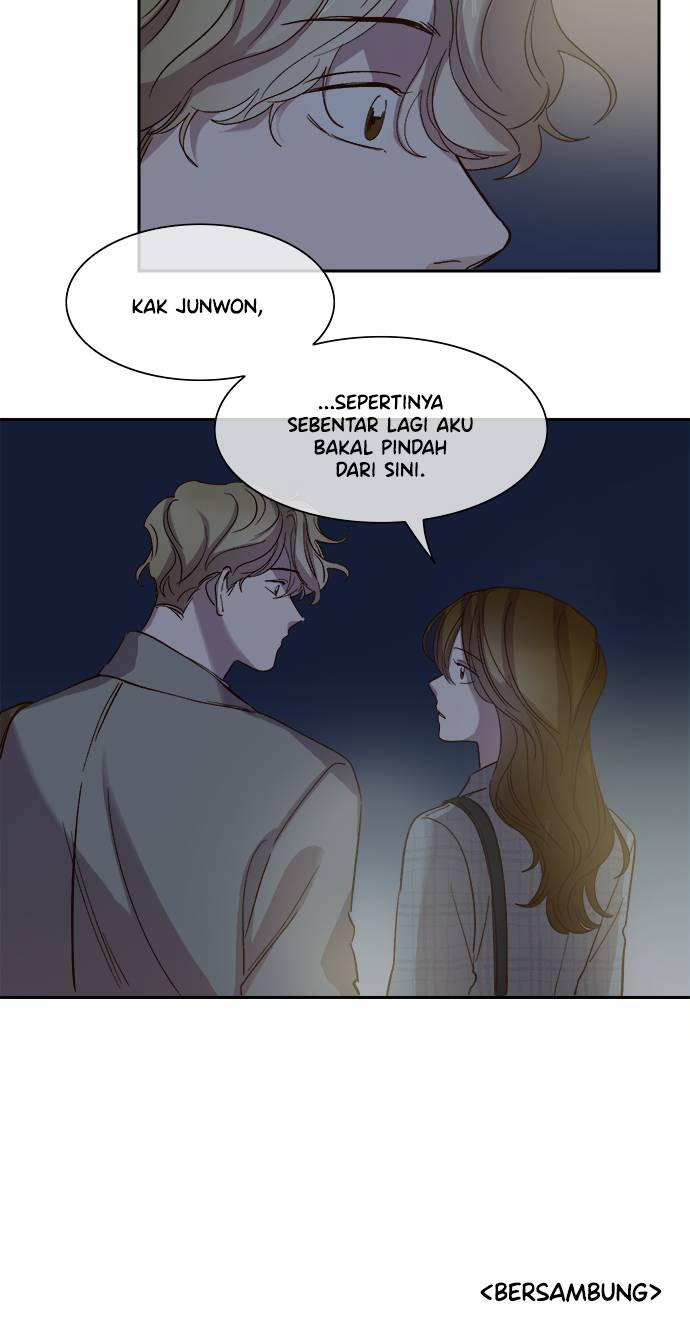 KAK JUNWON,
...SEPERTINYA
SEBENTAR LAGI AKU
BAKAL PINDAH
DARI SINI.
<BERSAMBUNG>